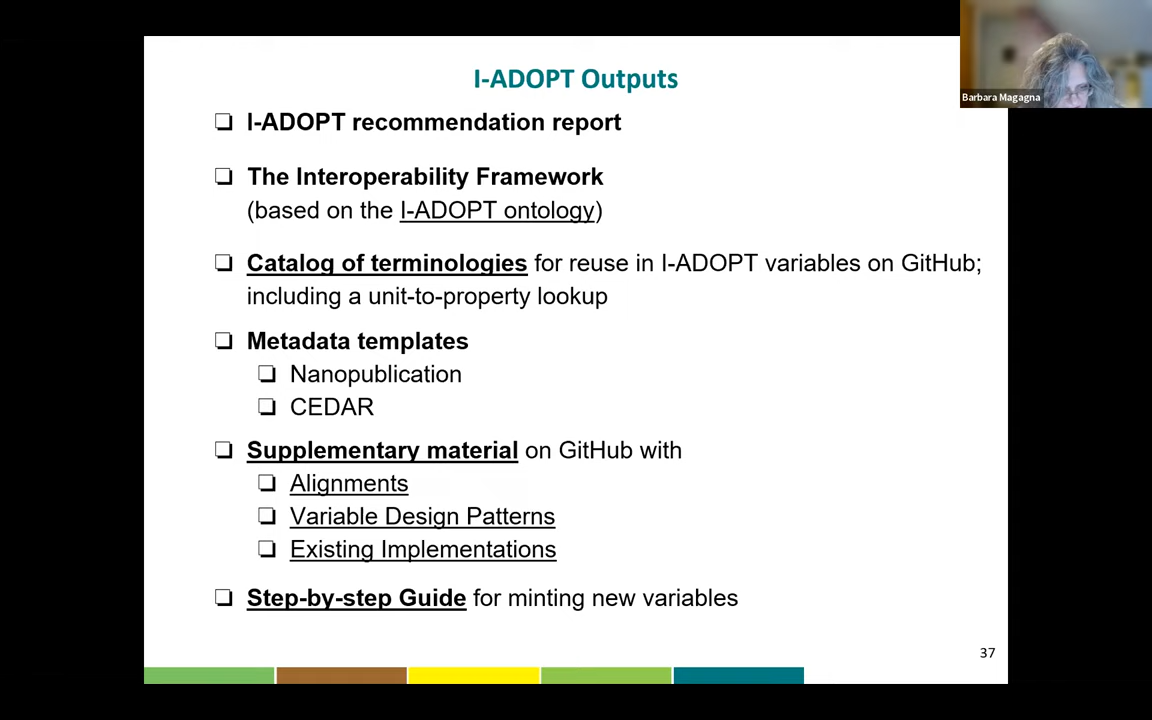 I-ADOPT Outputs
Barbara Magagna
❏ I-ADOPT recommendation report
❏ The Interoperability Framework
(based on the I-ADOPT ontology)
❏ Catalog of terminologies for reuse in I-ADOPT variables on GitHub;
including a unit-to-property lookup
❏ Metadata templates
❏ Nanopublication
❏ CEDAR
❏ Supplementary material on GitHub with
❏ Alignments
❏ Variable Design Patterns
❏ Existing Implementations
❏ Step-by-step Guide for minting new variables
37